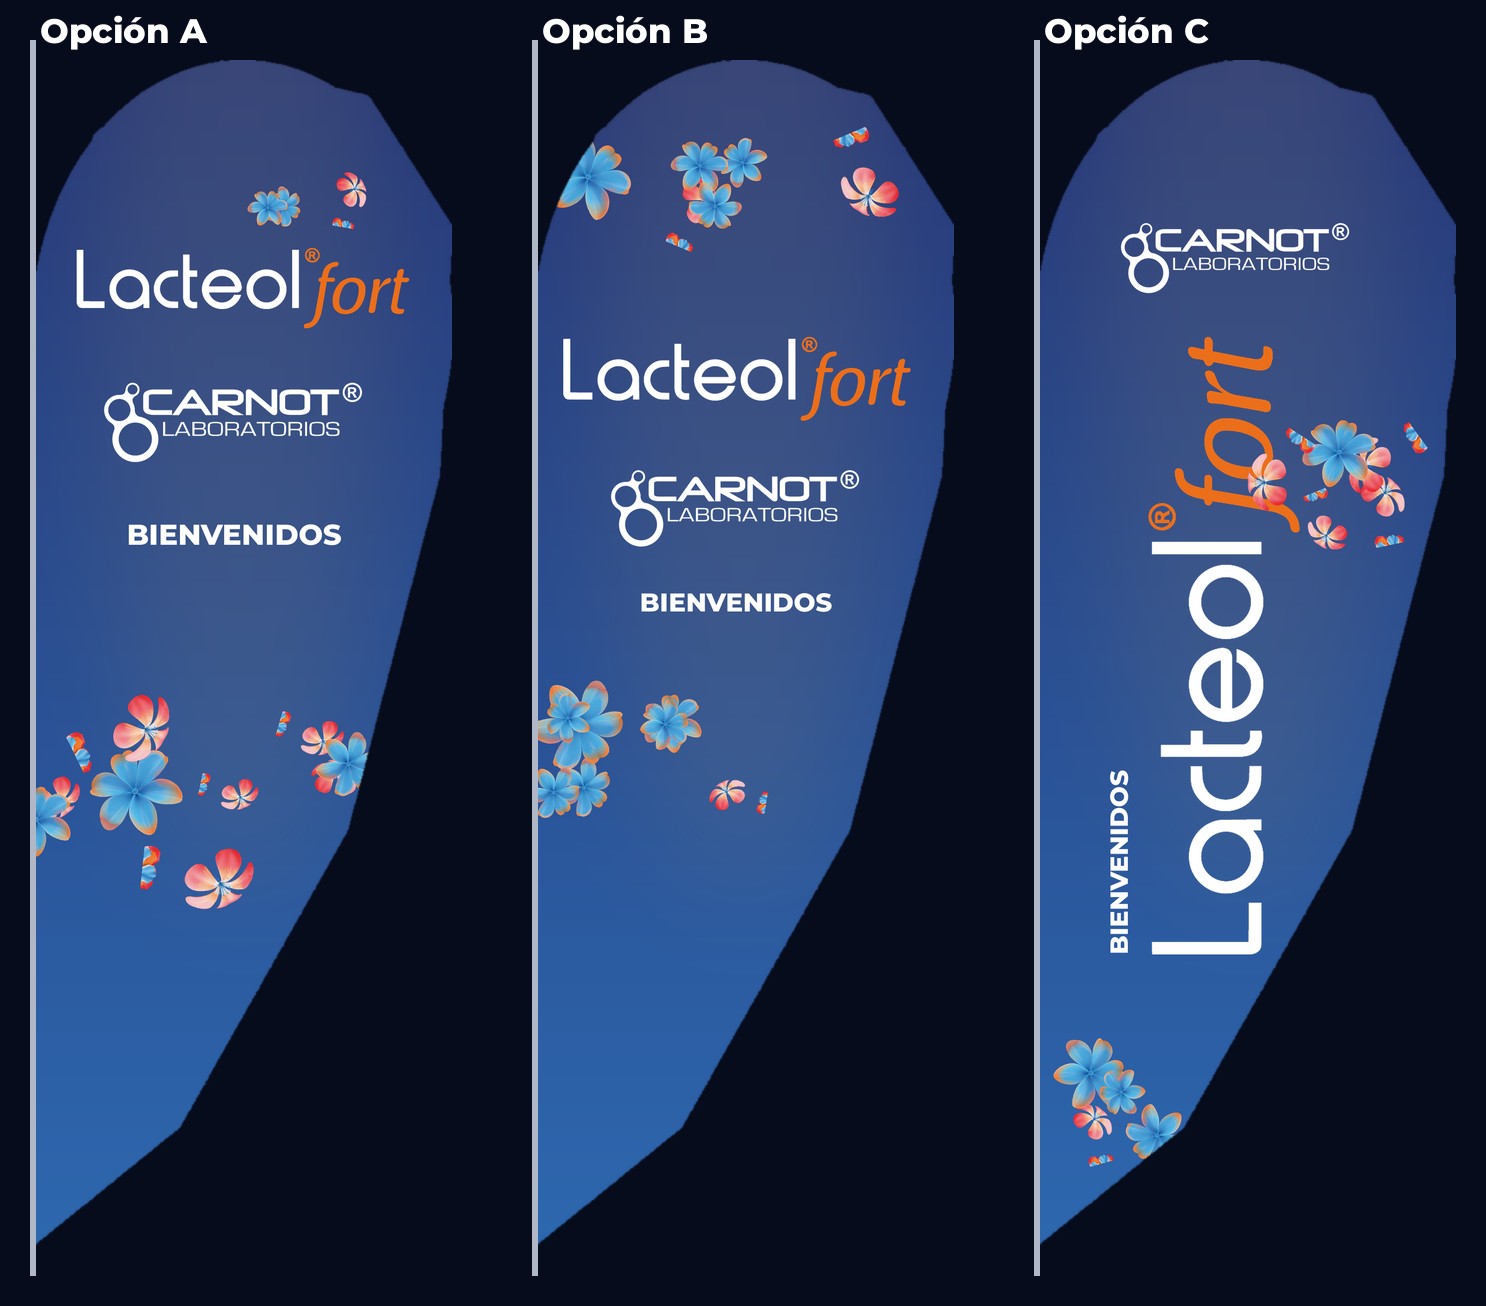 Opción A
Lacteol®fort
CARNOT®
LABORATORIOS
BIENVENIDOS
Opción B
Lacteol®fort
CARNOT®
LABORATORIOS
BIENVENIDOS
Opción C
CARNOT®
LABORATORIOS
Lacteol®fort
BIENVENIDOS